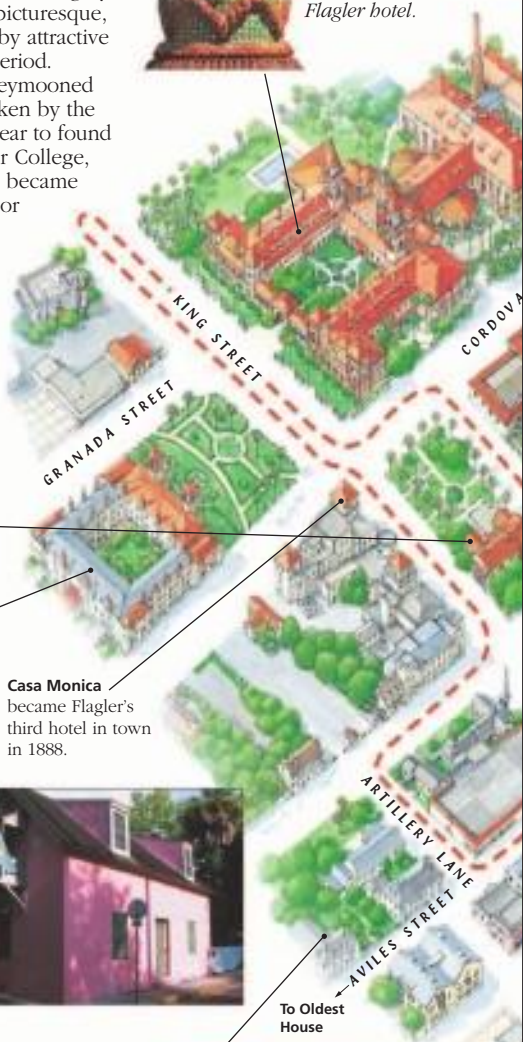 picturesque,
by attractive
eriod.
eymooned
ken by the
ear to found
r College,
became
or
Flagler hotel.
KING STREET
CORDOVA
GRANADA STREET
Casa Monica
became Flagler's
third hotel in town
in 1888.
ARTILLERY LANE
AVILES STREET
To Oldest
House